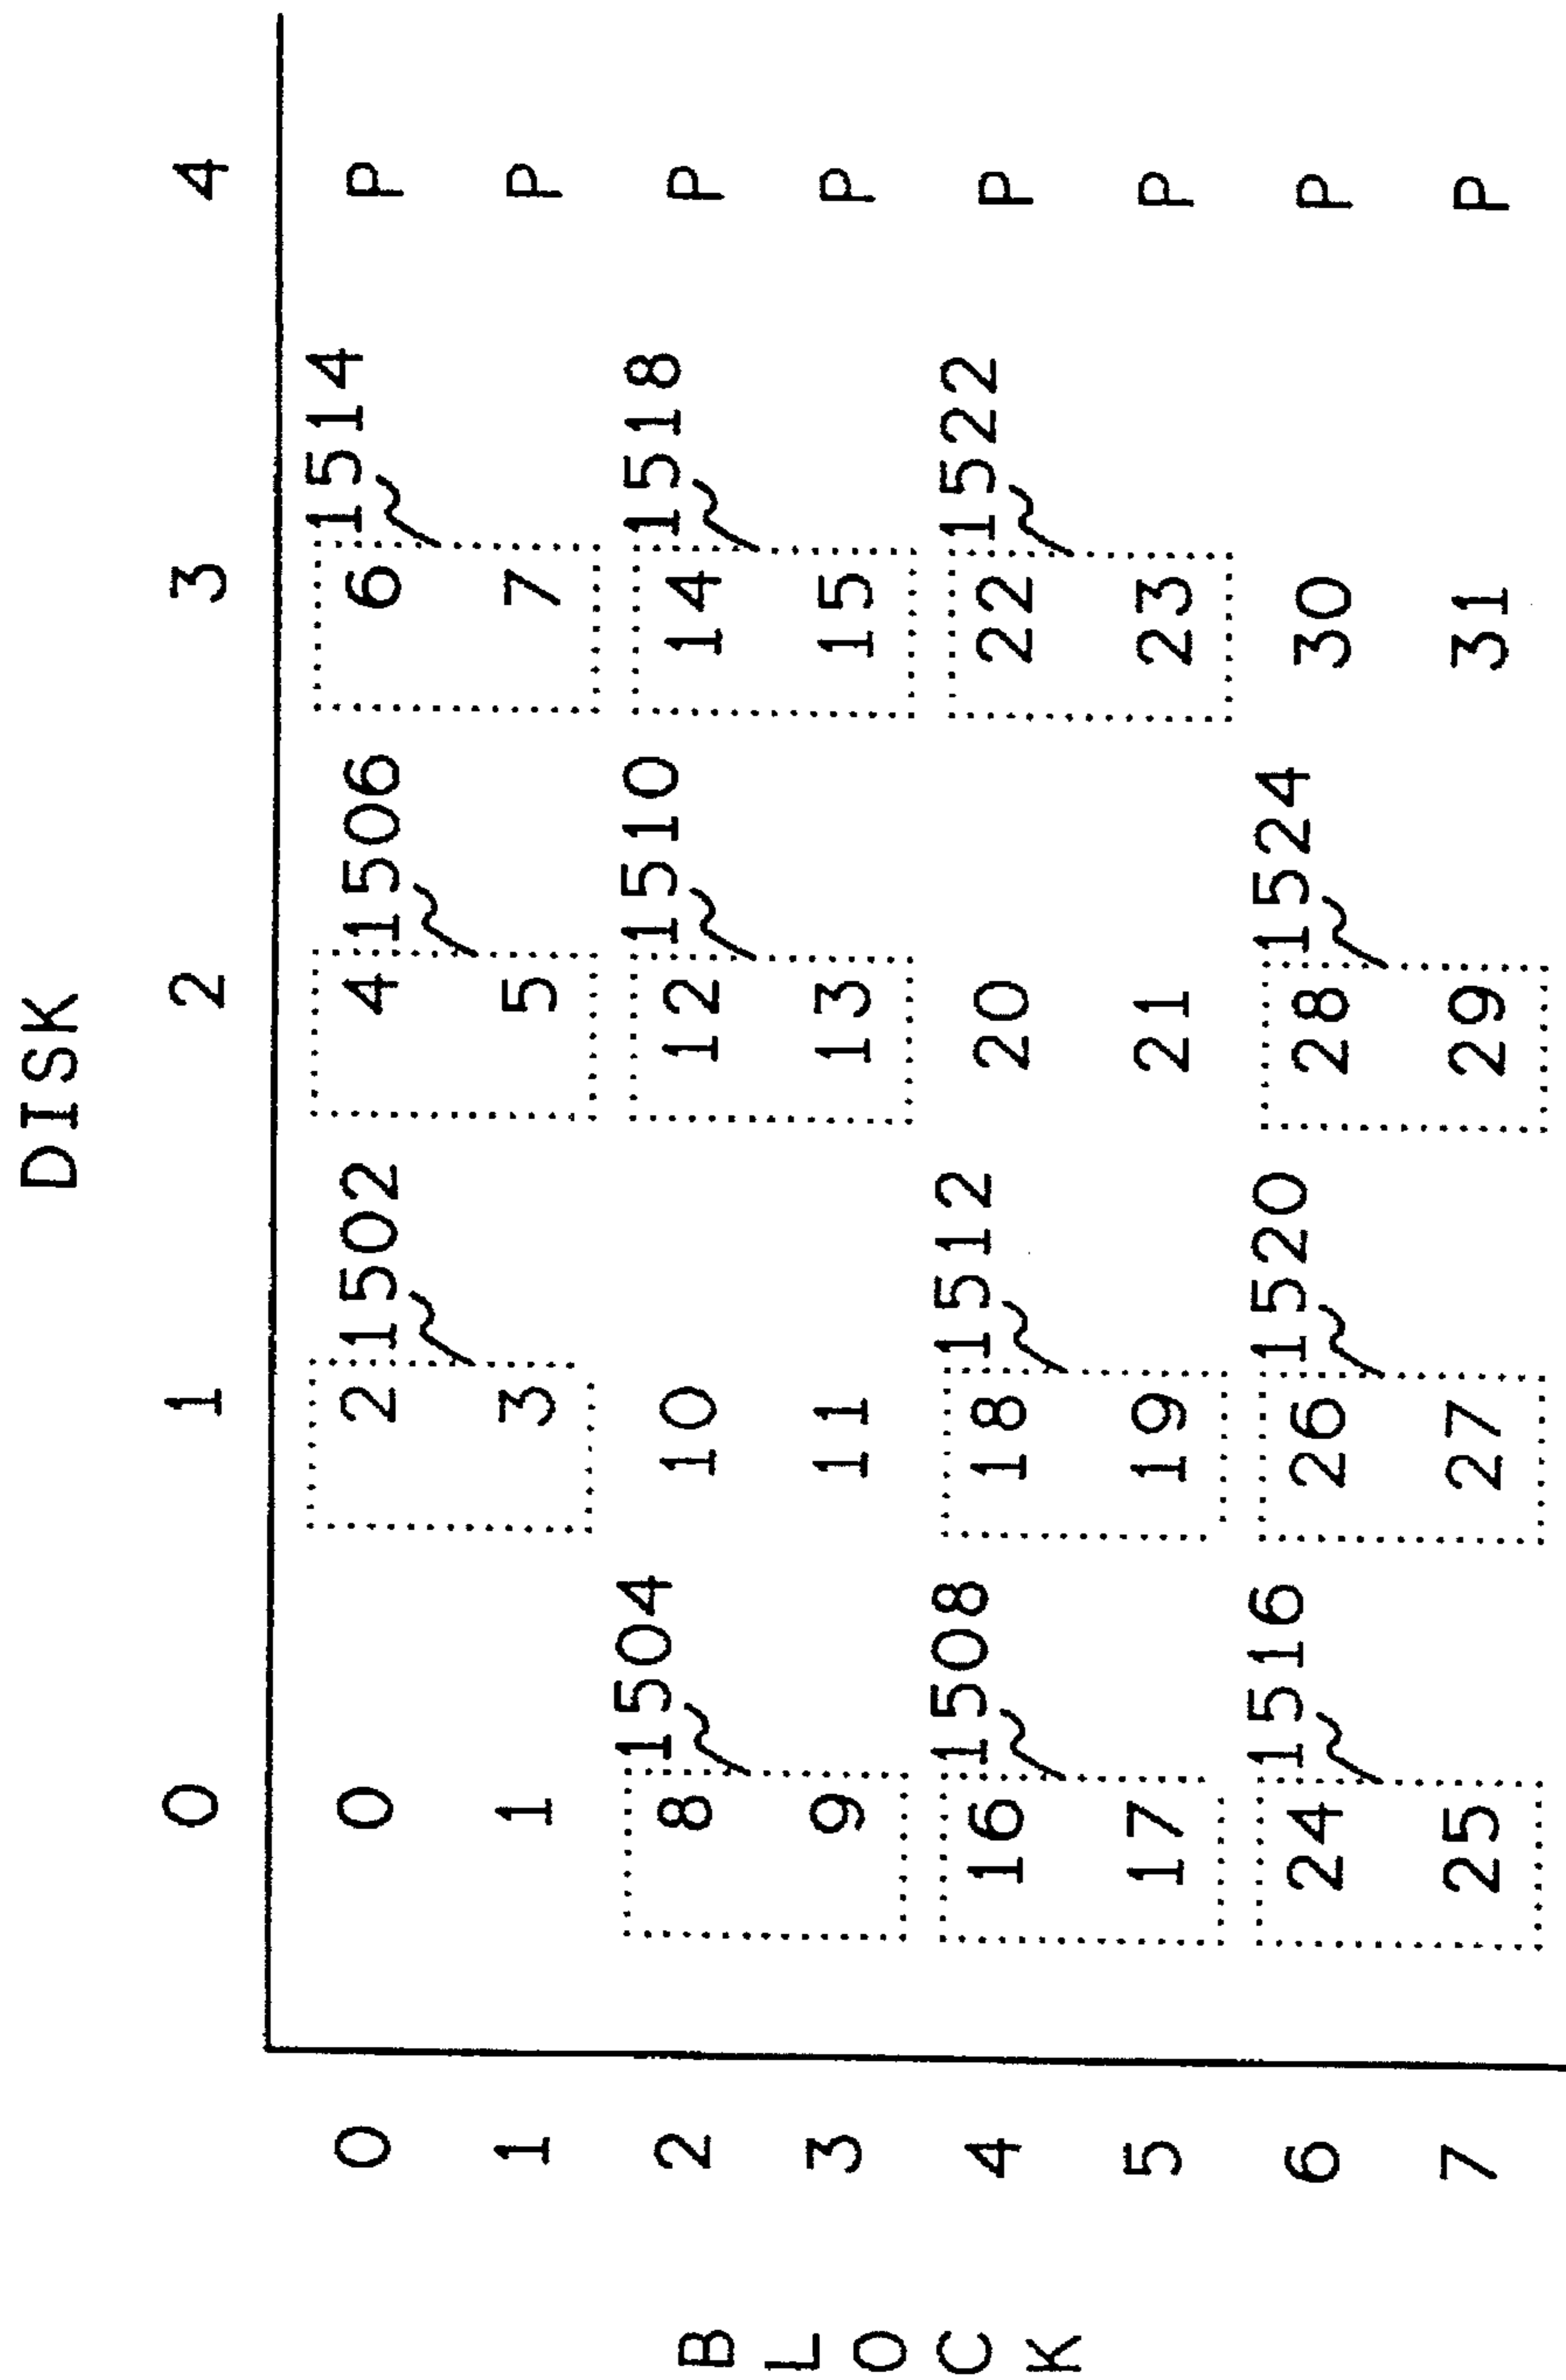 DISK
0 1 2 3 4
BLOCK
0 0 2 1502 4 1506 6 1514 P
1 1 3 5 7 P
2 8 1504 10 12 1510 14 1518 P
3 9 11 13 15 P
4 16 1508 18 1512 20 22 1522 P
5 17 19 21 23 P
6 24 1516 26 1520 28 1524 30 P
7 25 27 29 31 P